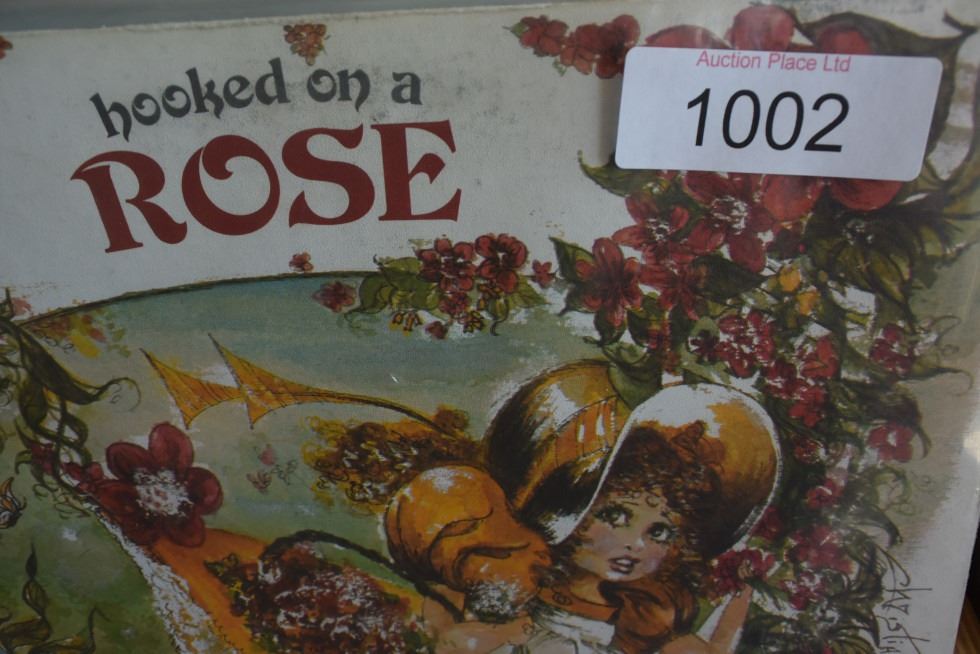 hooked on a
ROSE
Auction Place Ltd
1002